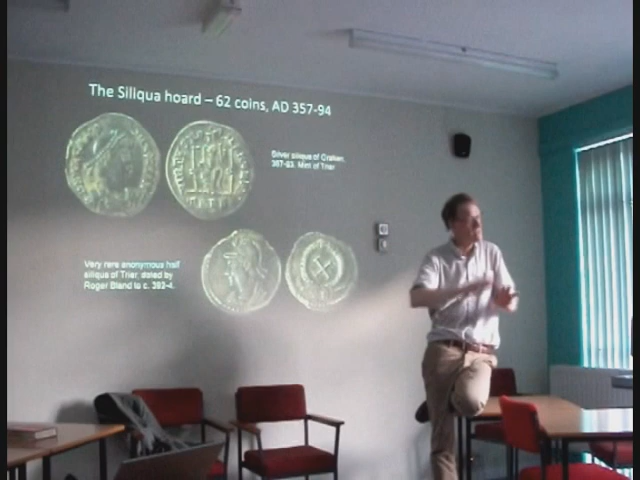 The Siliqua hoard – 62 coins, AD 357-94
Silver siliqua of Gratian,
367-83. Mint of Trier
Very rare anonymous half
siliqua of Trier, dated by
Roger Bland to c. 392-4.